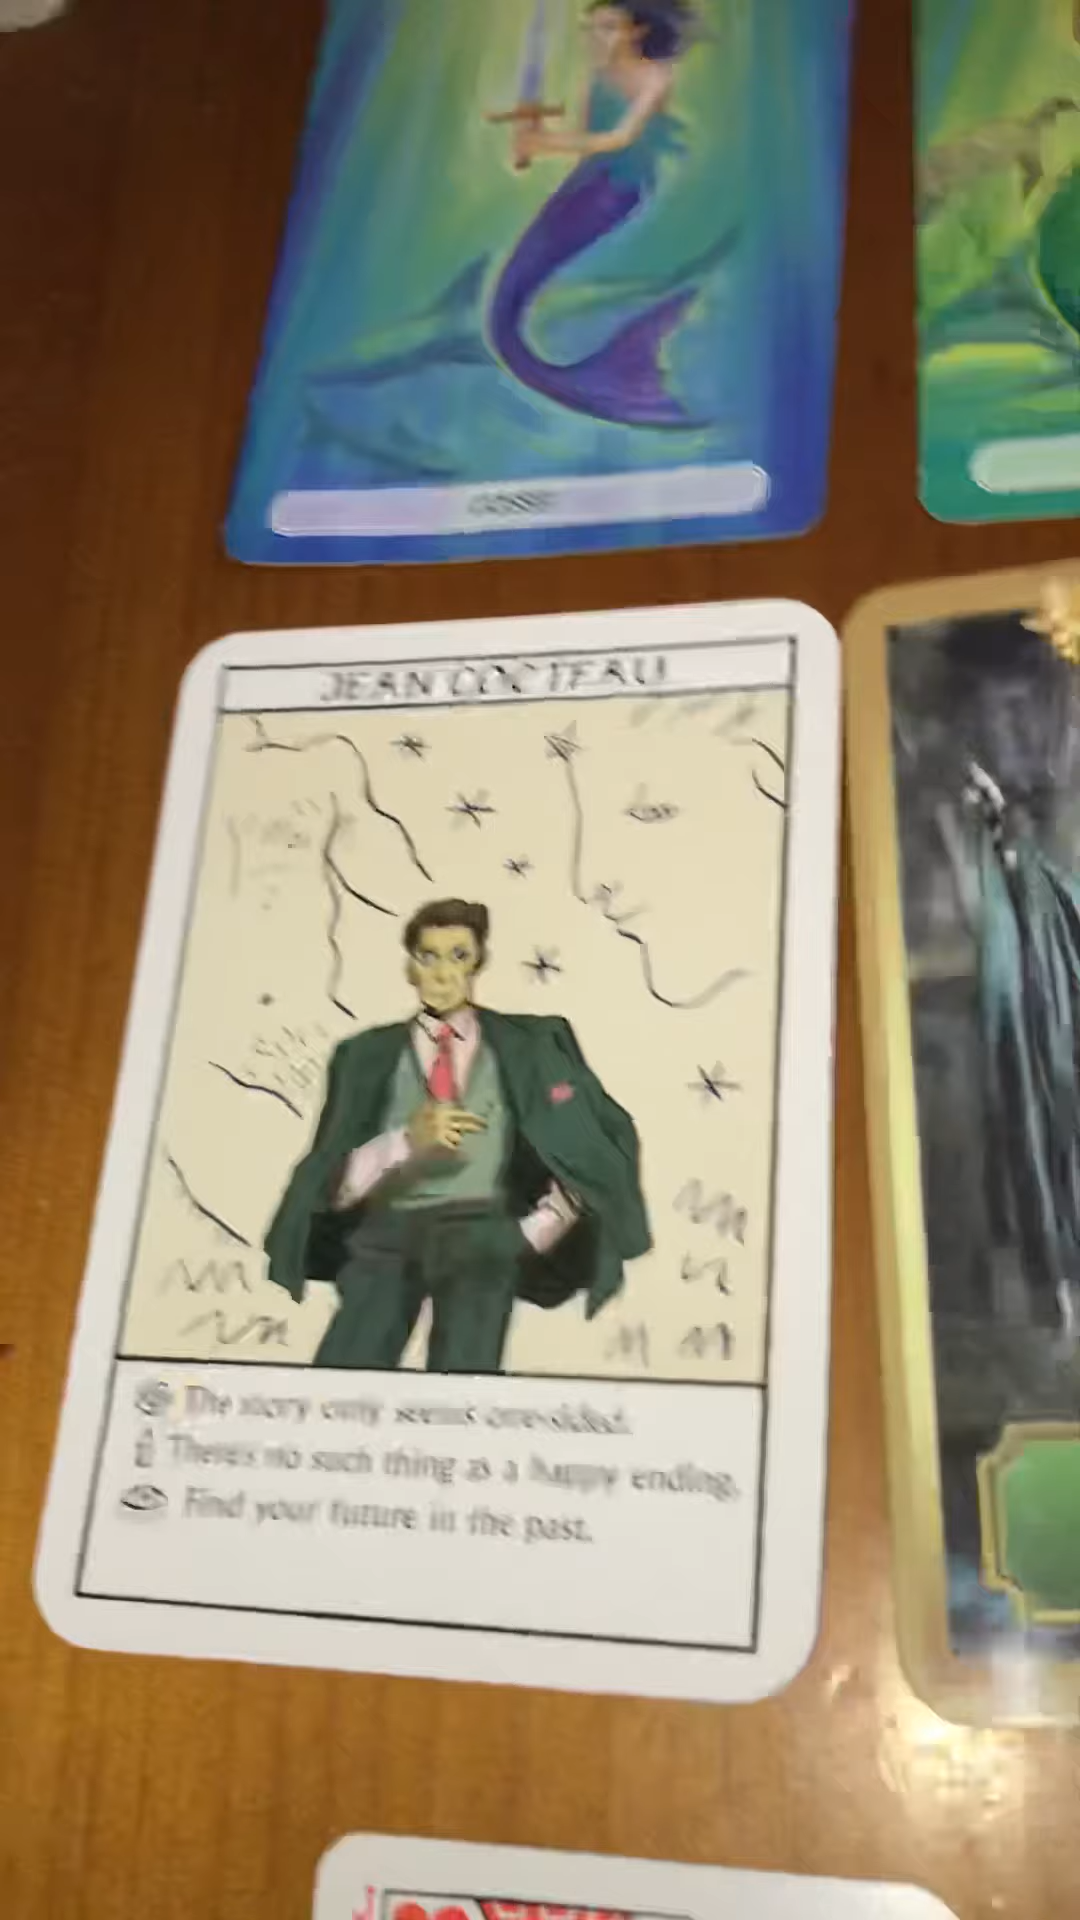 JEAN COCTEAU
The story only seems one-sided.
There's no such thing as a happy ending.
Find your future in the past.